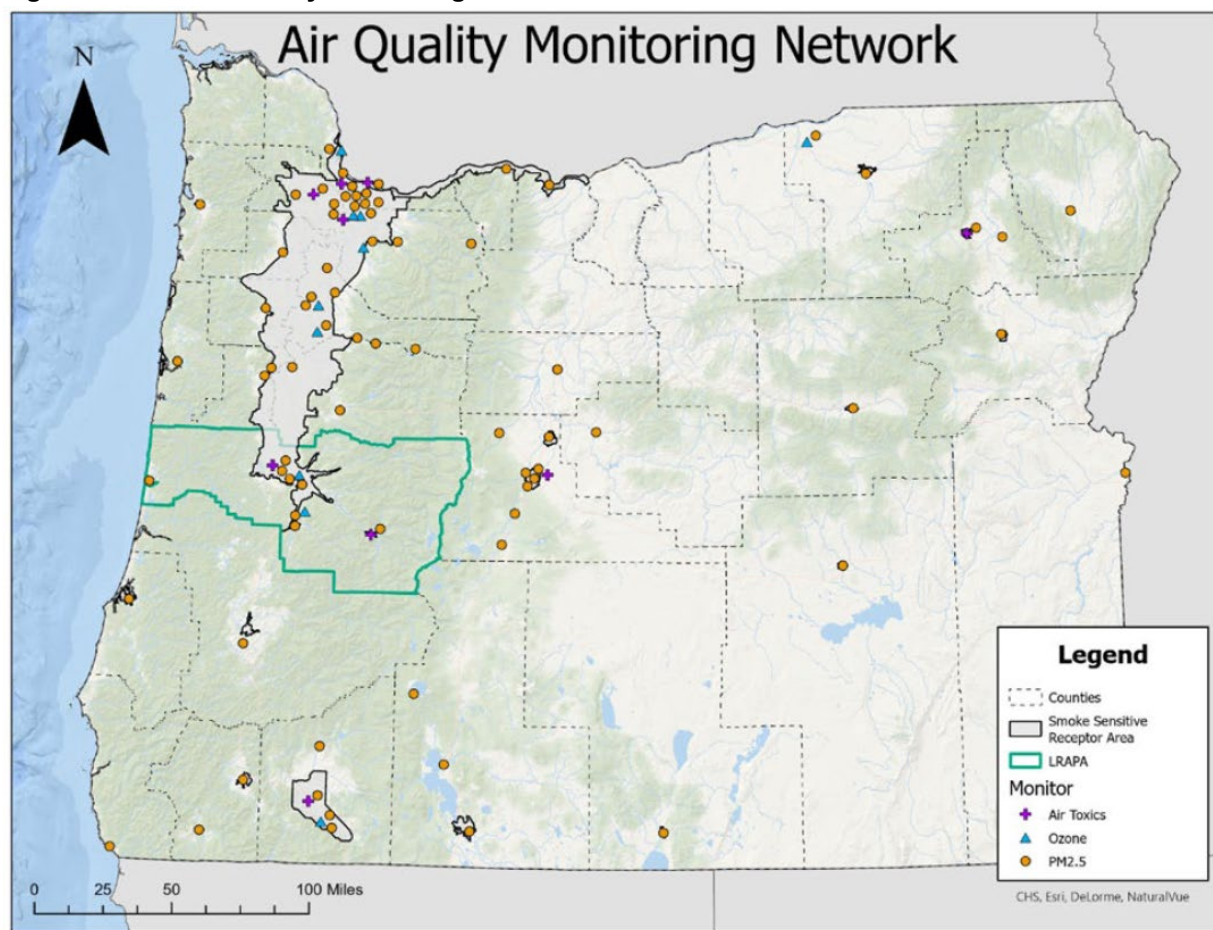 Air Quality Monitoring Network
N
Legend
Counties
Smoke Sensitive
Receptor Area
LRAPA
Monitor
Air Toxics
Ozone
PM2.5
0 25 50 100 Miles
CHS, Esri, DeLorme, NaturalVue